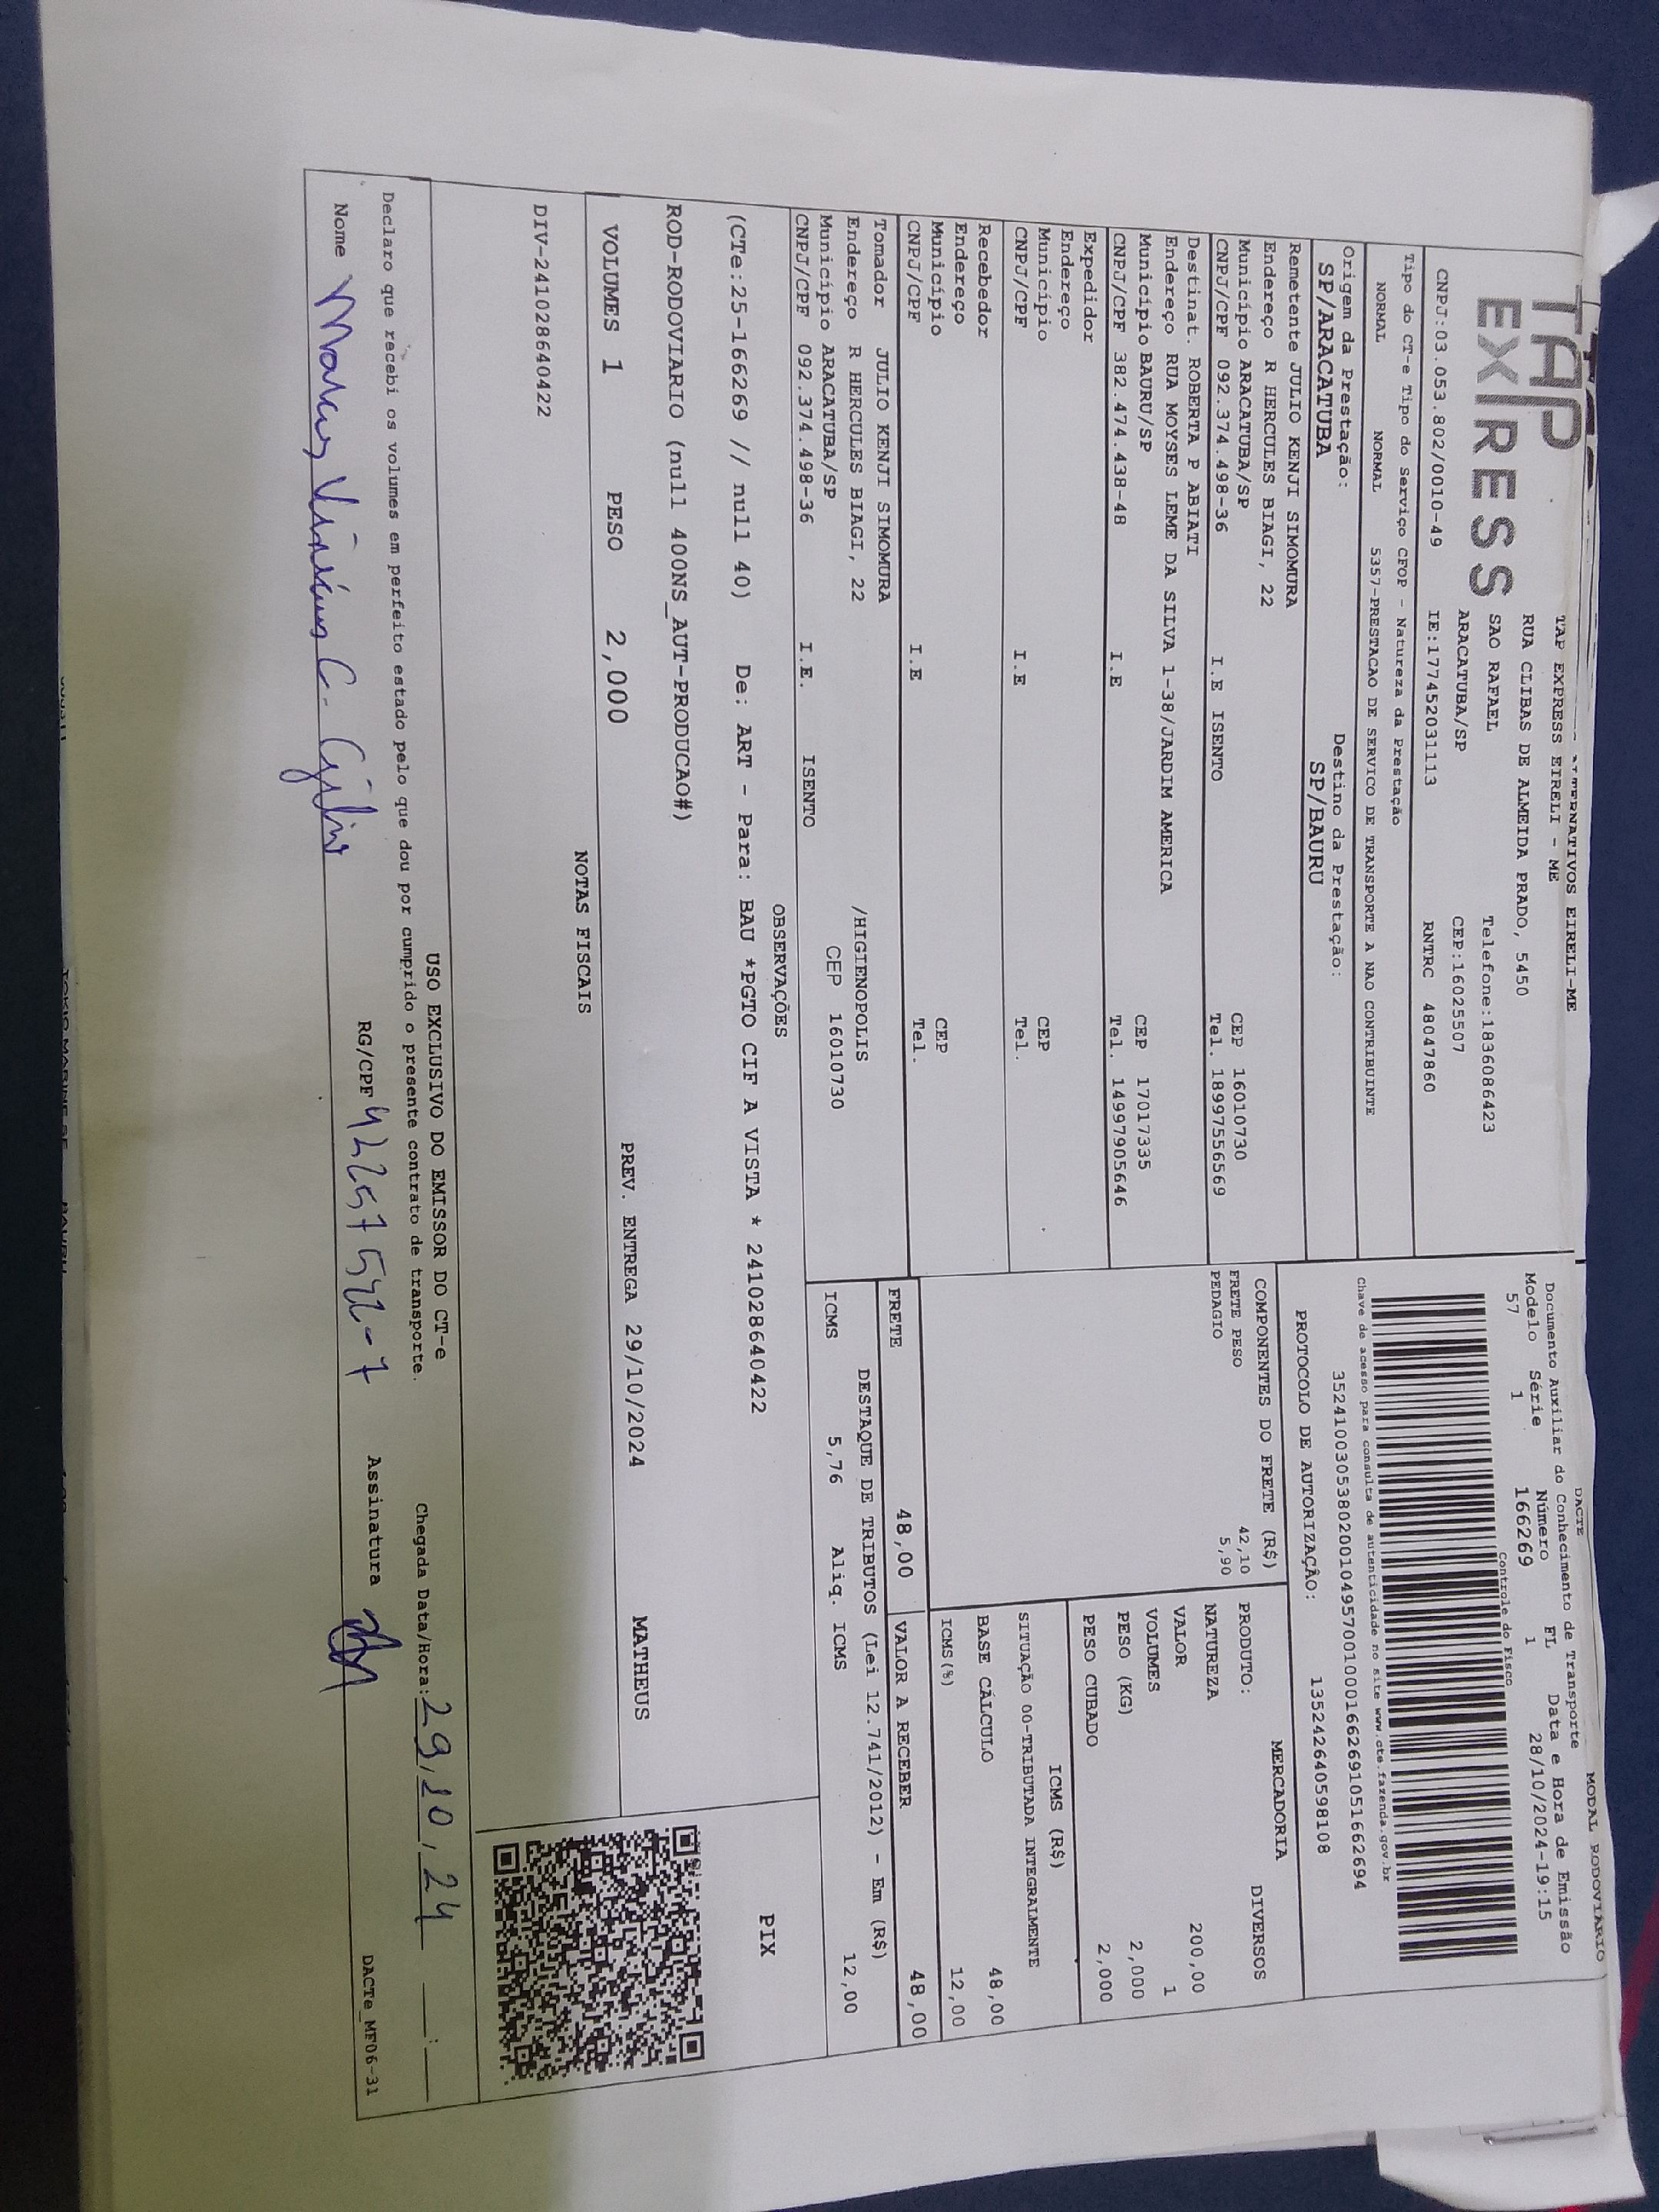 TAP EXPRESS
TERNATIVOS EIRELI-ME
TAP EXPRESS EIRELI - ME
RUA CLIBAS DE ALMEIDA PRADO, 5450
SAO RAFAEL Telefone:1836086423
ARACATUBA/SP CEP:16025507
CNPJ:03.053.802/0010-49 IE:177452031113 RNTRC 48047860
MODAL RODOVIÁRIO
DACTE
Documento Auxiliar do Conhecimento de Transporte
Modelo Série Número FL Data e Hora de Emissão
57 1 166269 1 28/10/2024-19:15
Controle do Fisco
Chave de acesso para consulta de autenticidade no site www.cte.fazenda.gov.br
35241003053802001049570010001662691051662694
PROTOCOLO DE AUTORIZAÇÃO: 135242640598108
Tipo do CT-e Tipo do Serviço CFOP - Natureza da Prestação
NORMAL NORMAL 5357-PRESTACAO DE SERVICO DE TRANSPORTE A NAO CONTRIBUINTE
Origem da Prestação: Destino da Prestação:
SP/ARACATUBA SP/BAURU
Remetente JULIO KENJI SIMOMURA
Endereço R HERCULES BIAGI, 22
Município ARACATUBA/SP CEP 16010730
CNPJ/CPF 092.374.498-36 I.E ISENTO Tel. 18997556569
Destinat. ROBERTA P ABIATI
Endereço RUA MOYSES LEME DA SILVA 1-38/JARDIM AMERICA
Município BAURU/SP CEP 17017335
CNPJ/CPF 382.474.438-48 I.E Tel. 14997905646
Expedidor
Endereço
Município CEP
CNPJ/CPF I.E Tel.
Recebedor
Endereço
Município CEP
CNPJ/CPF I.E Tel.
Tomador JULIO KENJI SIMOMURA
Endereço R HERCULES BIAGI, 22 /HIGIENOPOLIS
Município ARACATUBA/SP CEP 16010730
CNPJ/CPF 092.374.498-36 I.E. ISENTO
COMPONENTES DO FRETE (R$)
FRETE PESO 42,10
PEDAGIO 5,90
MERCADORIA
PRODUTO: DIVERSOS
NATUREZA
VALOR 200,00
VOLUMES 1
PESO (KG) 2,000
PESO CUBADO 2,000
ICMS (R$)
SITUAÇÃO 00-TRIBUTADA INTEGRALMENTE
BASE CÁLCULO 48,00
ICMS(%) 12,00
FRETE 48,00 VALOR A RECEBER 48,00
DESTAQUE DE TRIBUTOS (Lei 12.741/2012) - Em (R$)
ICMS 5,76 Aliq. ICMS 12,00
OBSERVAÇÕES
(CTe:25-166269 // null 40) De: ART - Para: BAU *PGTO CIF A VISTA * 241028640422
ROD-RODOVIARIO (null 400NS_AUT-PRODUCAO#)
PIX
VOLUMES 1 PESO 2,000 PREV. ENTREGA 29/10/2024 MATHEUS
NOTAS FISCAIS
DIV-241028640422
USO EXCLUSIVO DO EMISSOR DO CT-e
Declaro que recebi os volumes em perfeito estado pelo que dou por cumprido o presente contrato de transporte. Chegada Data/Hora: 29,10,24 , __:__
Nome Marcus Vinícius C. RG/CPF 42257542-7 Assinatura
DACTe_MF06-31